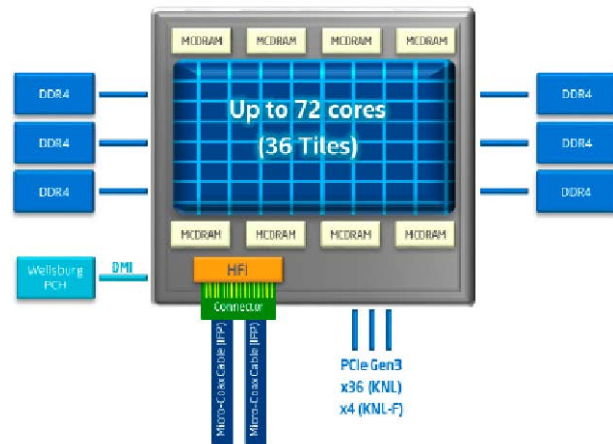 MCDRAM MCDRAM MCDRAM MCDRAM
DDR4
DDR4
DDR4
Up to 72 cores
(36 Tiles)
DDR4
DDR4
DDR4
MCDRAM MCDRAM MCDRAM MCDRAM
Wellsburg
PCH
DMI
HFI
Connector
Micro-Coax Cable (IFP)
Micro-Coax Cable (IFP)
PCIe Gen3
x36 (KNL)
x4 (KNL-F)